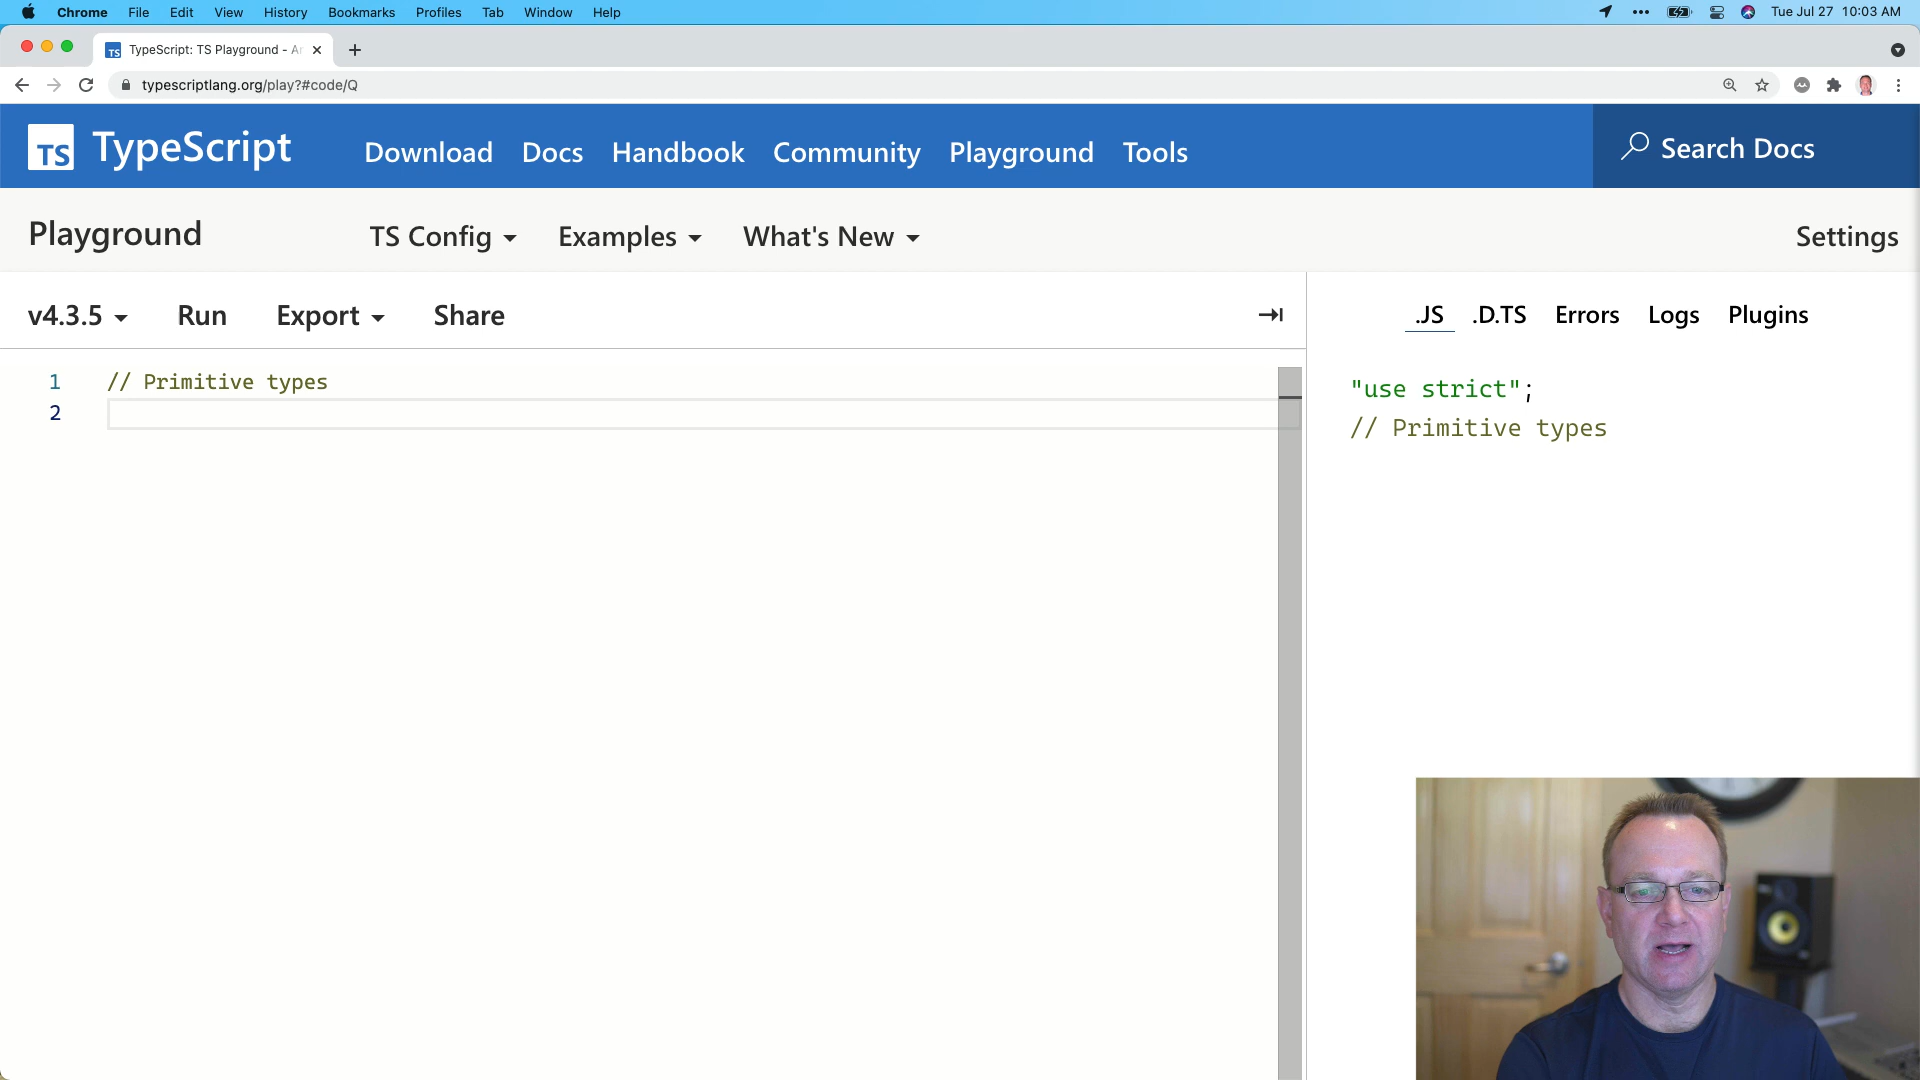 Chrome File Edit View History Bookmarks Profiles Tab Window Help Tue Jul 27 10:03 AM
TS TypeScript: TS Playground - Ar
typescriptlang.org/play?#code/Q
TS TypeScript Download Docs Handbook Community Playground Tools Search Docs
Playground TS Config Examples What's New Settings
v4.3.5 Run Export Share .JS .D.TS Errors Logs Plugins
1 // Primitive types
2
"use strict";
// Primitive types